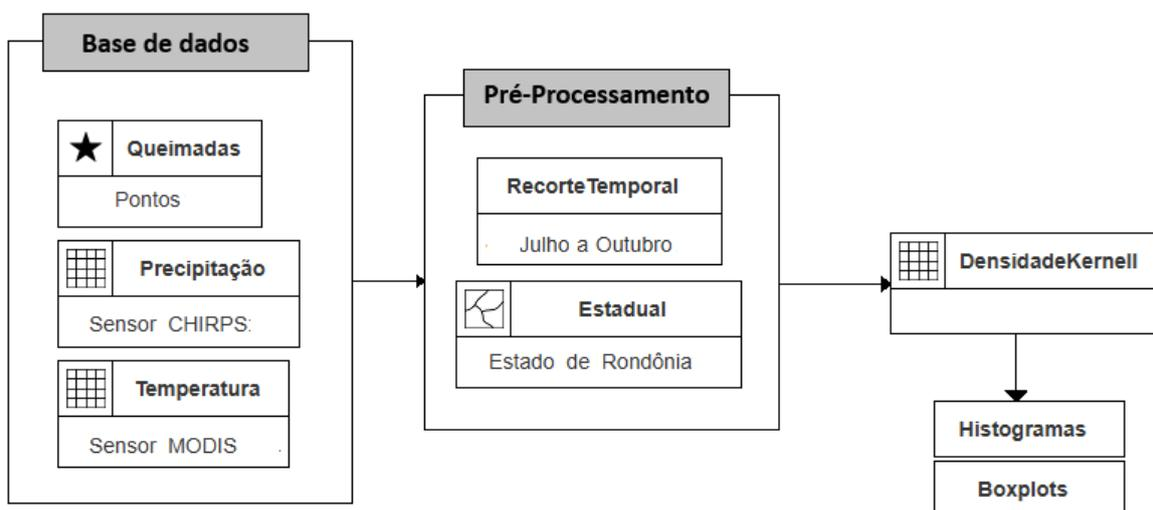 Base de dados
Queimadas
Pontos
Precipitação
Sensor CHIRPS:
Temperatura
Sensor MODIS .
Pré-Processamento
RecorteTemporal
Julho a Outubro
Estadual
Estado de Rondônia
DensidadeKernell
Histogramas
Boxplots